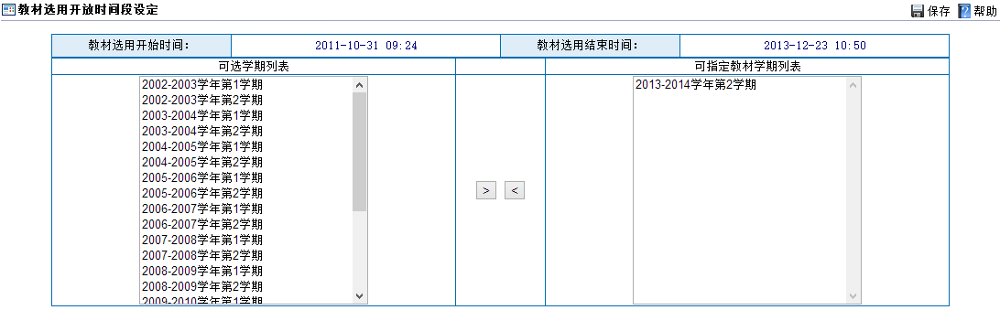 教材选用开放时间段设定
保存 帮助
教材选用开始时间： 2011-10-31 09:24 教材选用结束时间： 2013-12-23 10:50
可选学期列表 可指定教材学期列表
2002-2003学年第1学期 2013-2014学年第2学期
2002-2003学年第2学期
2003-2004学年第1学期
2003-2004学年第2学期
2004-2005学年第1学期
2004-2005学年第2学期
2005-2006学年第1学期
2005-2006学年第2学期
2006-2007学年第1学期
2006-2007学年第2学期
2007-2008学年第1学期
2007-2008学年第2学期
2008-2009学年第1学期
2008-2009学年第2学期
2009-2010学年第1学期
> <